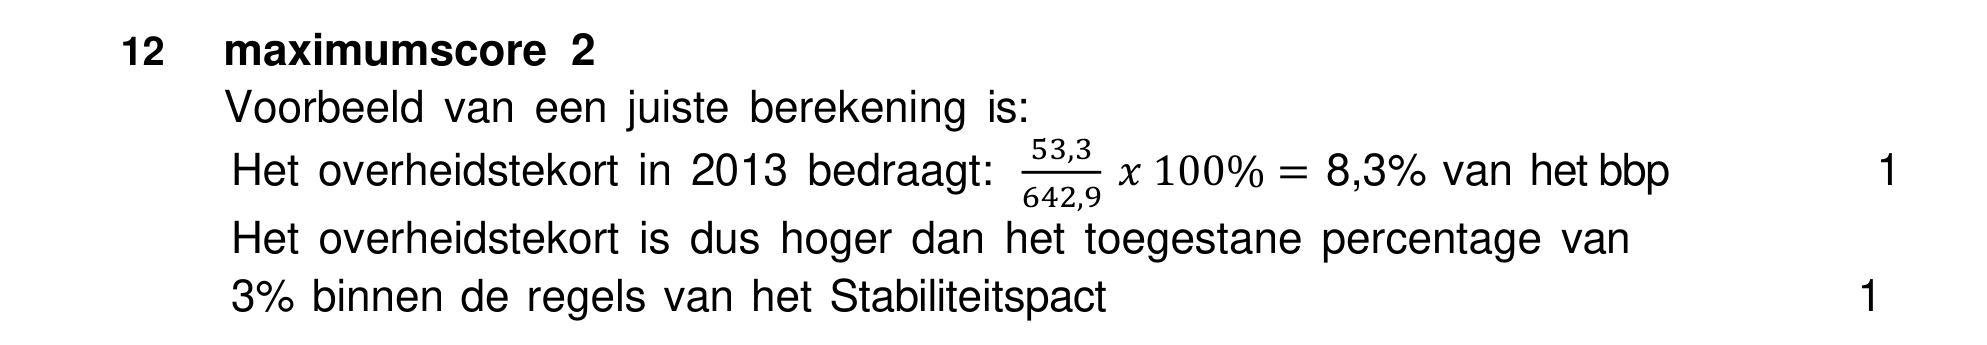 12 maximumscore 2
Voorbeeld van een juiste berekening is:
Het overheidstekort in 2013 bedraagt: 53,3/642,9 x 100% = 8,3% van het bbp 1
Het overheidstekort is dus hoger dan het toegestane percentage van
3% binnen de regels van het Stabiliteitspact 1